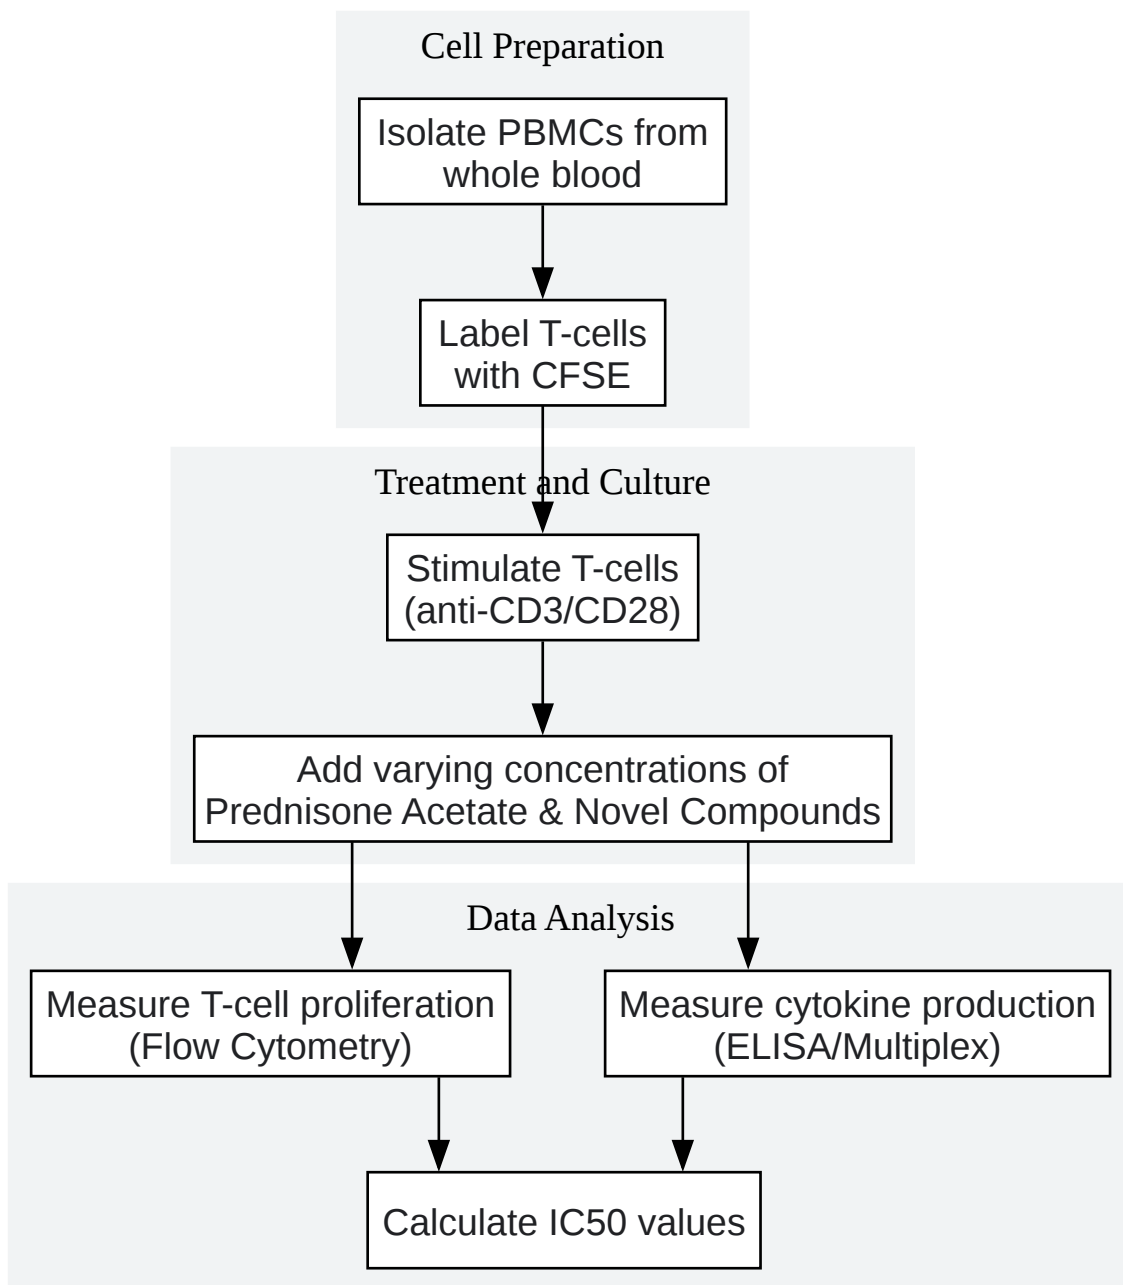 Cell Preparation
Isolate PBMCs from
whole blood
Label T-cells
with CFSE
Treatment and Culture
Stimulate T-cells
(anti-CD3/CD28)
Add varying concentrations of
Prednisone Acetate & Novel Compounds
Data Analysis
Measure T-cell proliferation
(Flow Cytometry)
Measure cytokine production
(ELISA/Multiplex)
Calculate IC50 values